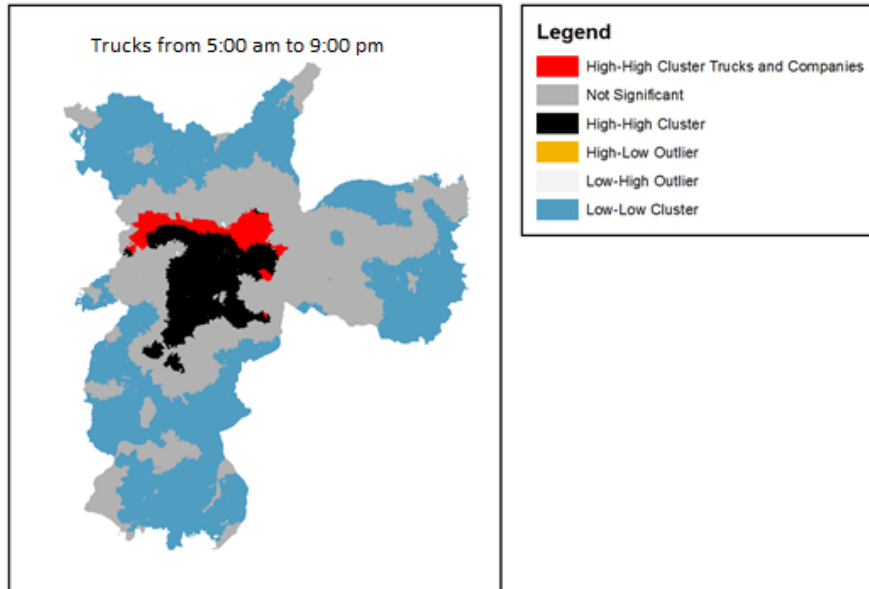 Trucks from 5:00 am to 9:00 pm
Legend
High-High Cluster Trucks and Companies
Not Significant
High-High Cluster
High-Low Outlier
Low-High Outlier
Low-Low Cluster